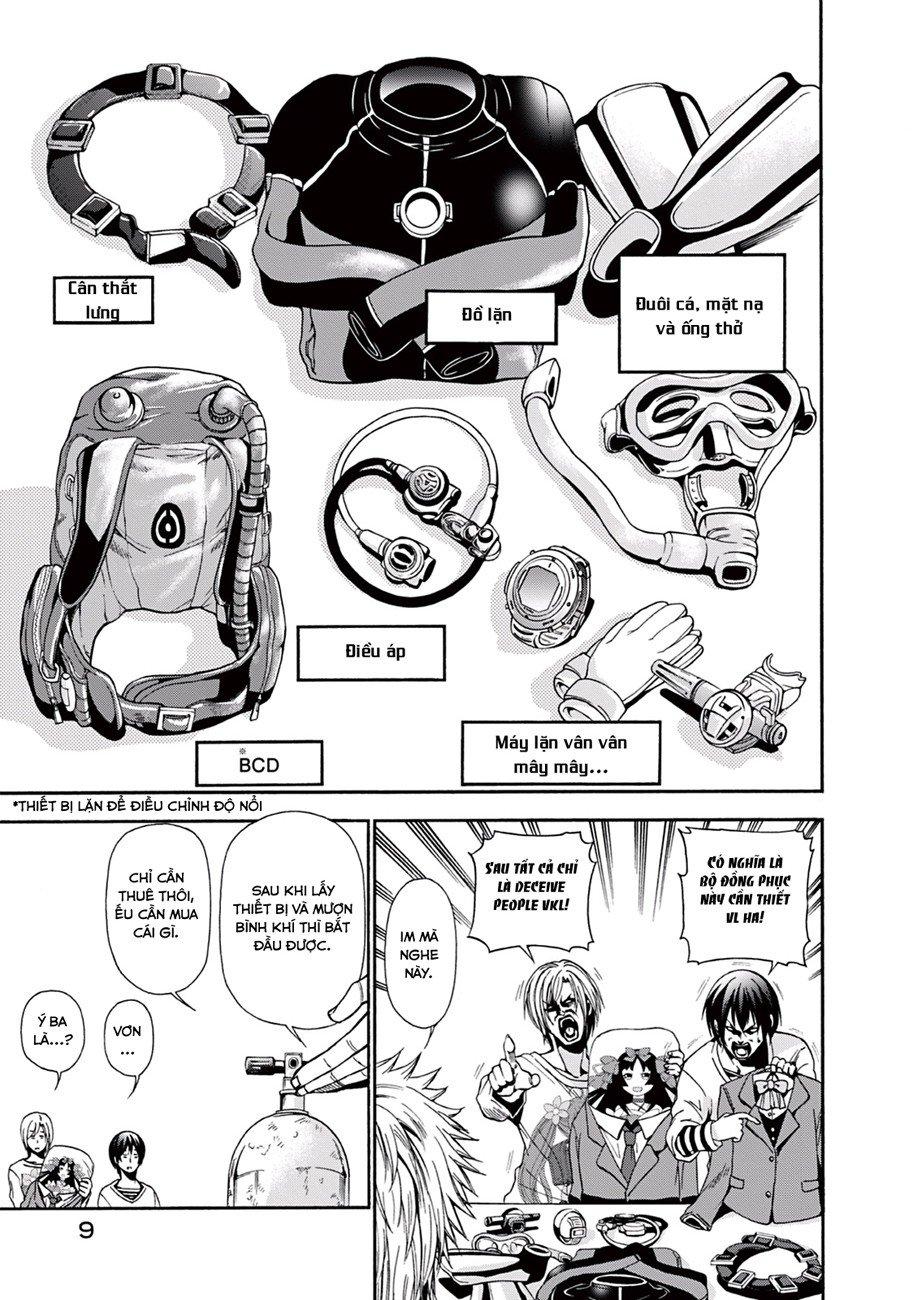 Cân thắt
lưng
Đồ lặn
Đuôi cá, mặt nạ
và ống thở
Điều áp
※
BCD
Máy lặn vân vân
mây mây...
*THIẾT BỊ LẶN ĐỂ ĐIỀU CHỈNH ĐỘ NỔI
CÓ NGHĨA LÀ
BỘ ĐỒNG PHỤC
NÀY CẦN THIẾT
VL HA!
SAU TẤT CẢ CHỈ
LÀ DECEIVE
PEOPLE VKL!
IM MÀ
NGHE
NÀY.
SAU KHI LẤY
THIẾT BỊ VÀ MƯỢN
BÌNH KHÍ THÌ BẮT
ĐẦU ĐƯỢC.
CHỈ CẦN
THUÊ THÔI,
ẾU CẦN MUA
CÁI GÌ.
VƠN
...
Ý BA
LÀ...?
9